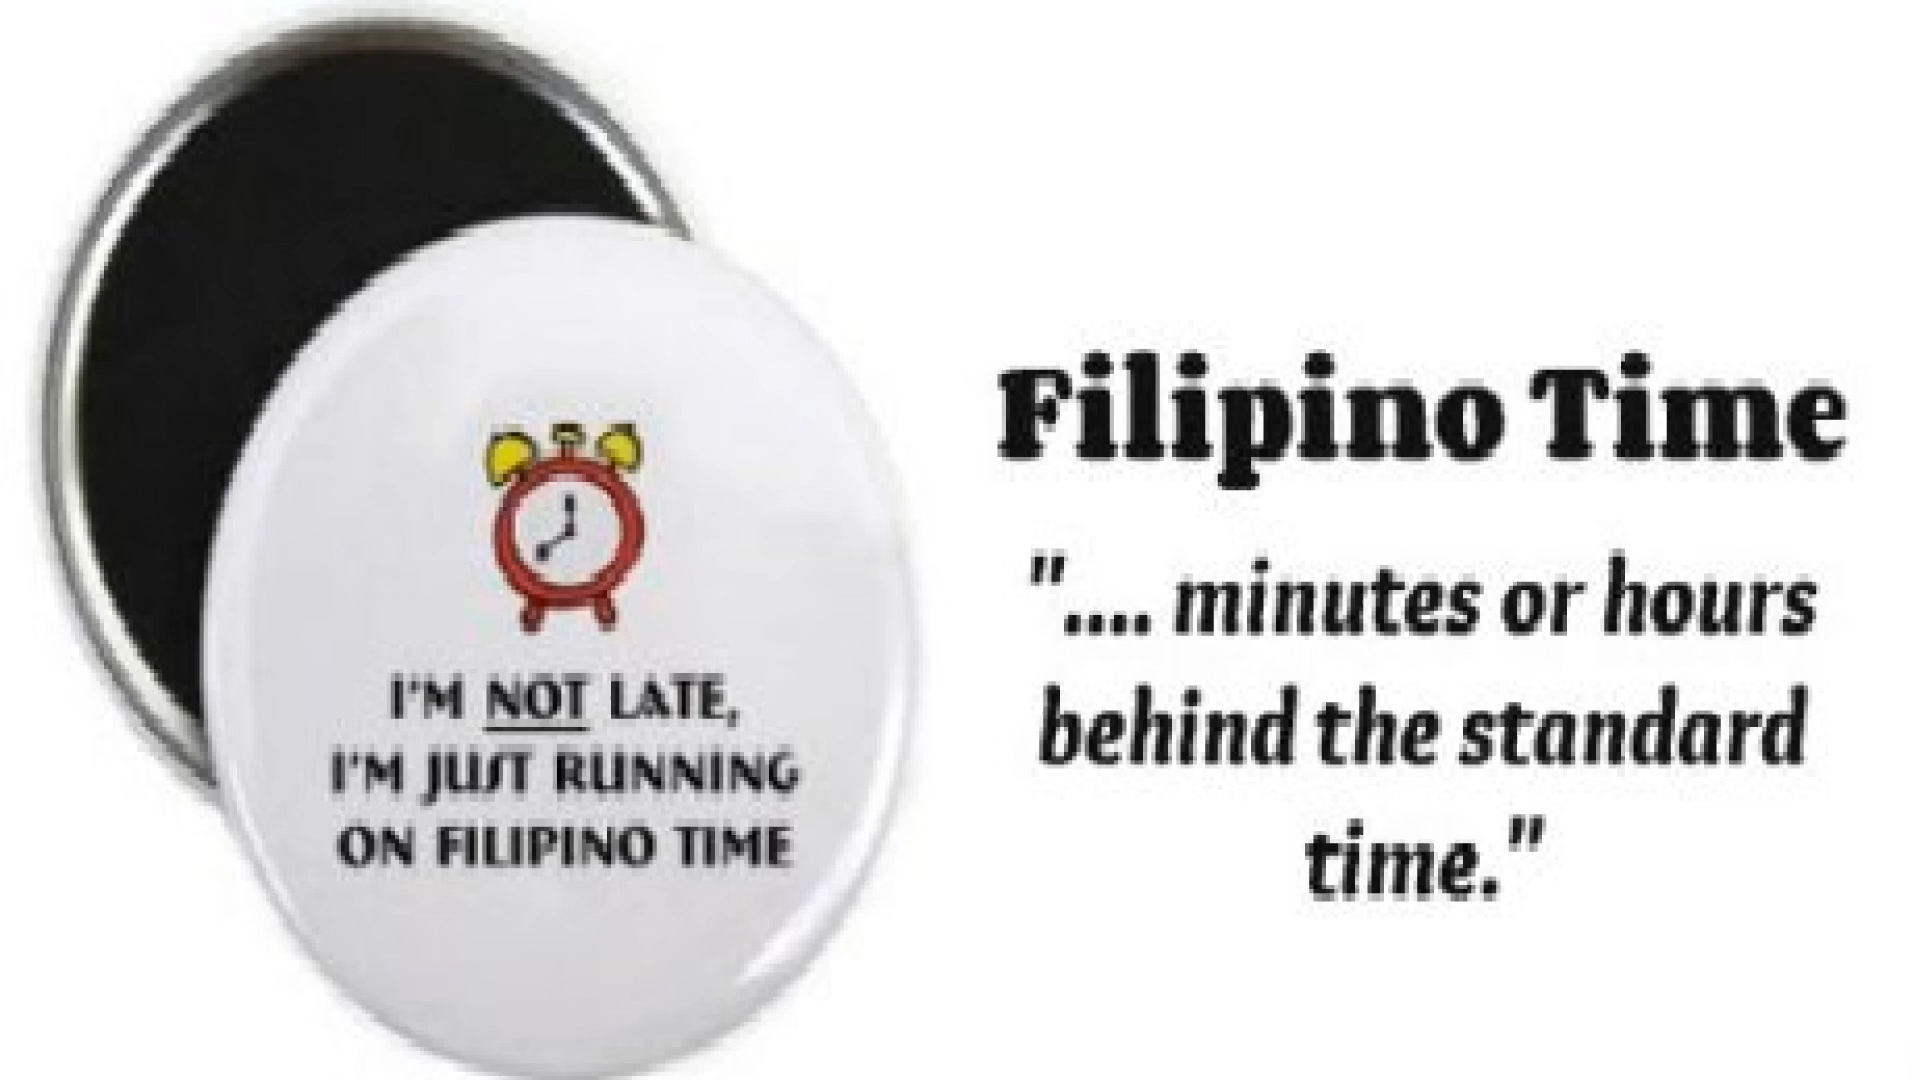 I'M NOT LATE,
I'M JUST RUNNING
ON FILIPINO TIME
Filipino Time
".... minutes or hours
behind the standard
time."